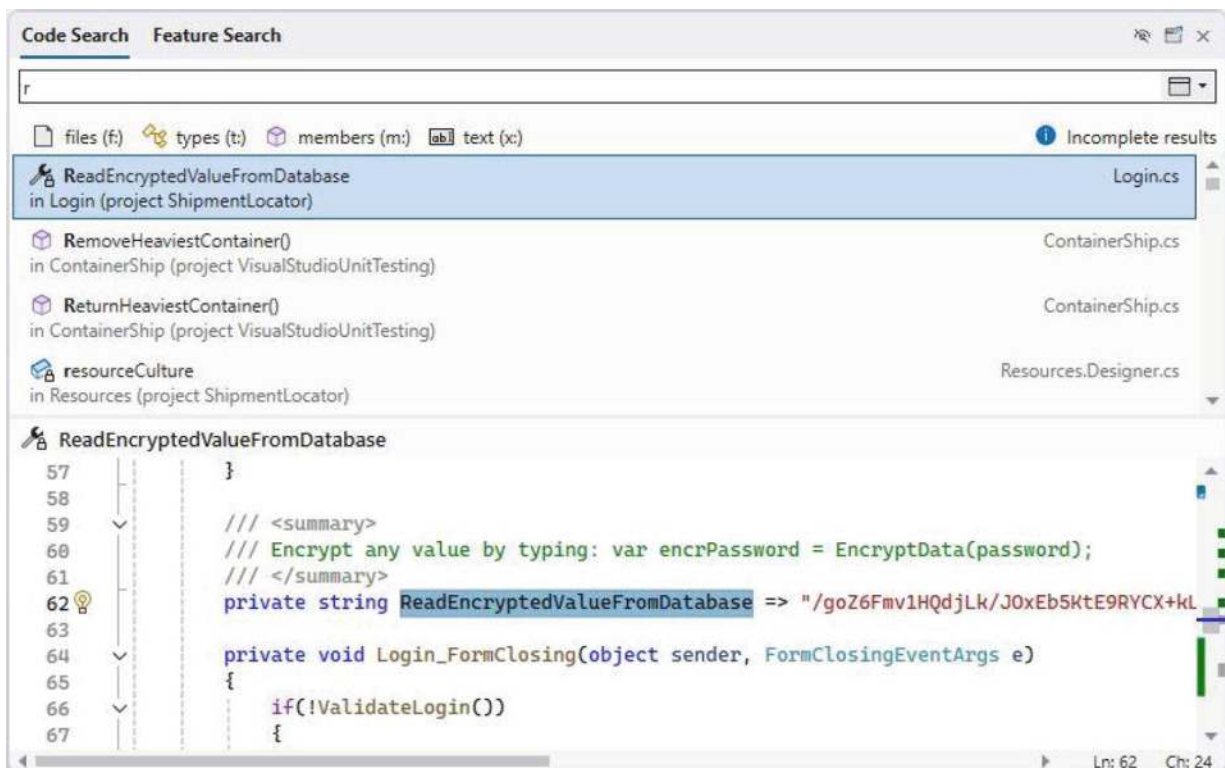 Code Search Feature Search
r
files (f:) types (t:) members (m:) abl text (x:) Incomplete results
ReadEncryptedValueFromDatabase Login.cs
in Login (project ShipmentLocator)
RemoveHeaviestContainer() ContainerShip.cs
in ContainerShip (project VisualStudioUnitTesting)
ReturnHeaviestContainer() ContainerShip.cs
in ContainerShip (project VisualStudioUnitTesting)
resourceCulture Resources.Designer.cs
in Resources (project ShipmentLocator)
ReadEncryptedValueFromDatabase
57 }
58
59 /// <summary>
60 /// Encrypt any value by typing: var encrPassword = EncryptData(password);
61 /// </summary>
62 private string ReadEncryptedValueFromDatabase => "/goZ6Fmv1HQdjLk/JOxEb5KtE9RYCX+kL
63
64 private void Login_FormClosing(object sender, FormClosingEventArgs e)
65 {
66 if(!ValidateLogin())
67 {
Ln: 62 Ch: 24